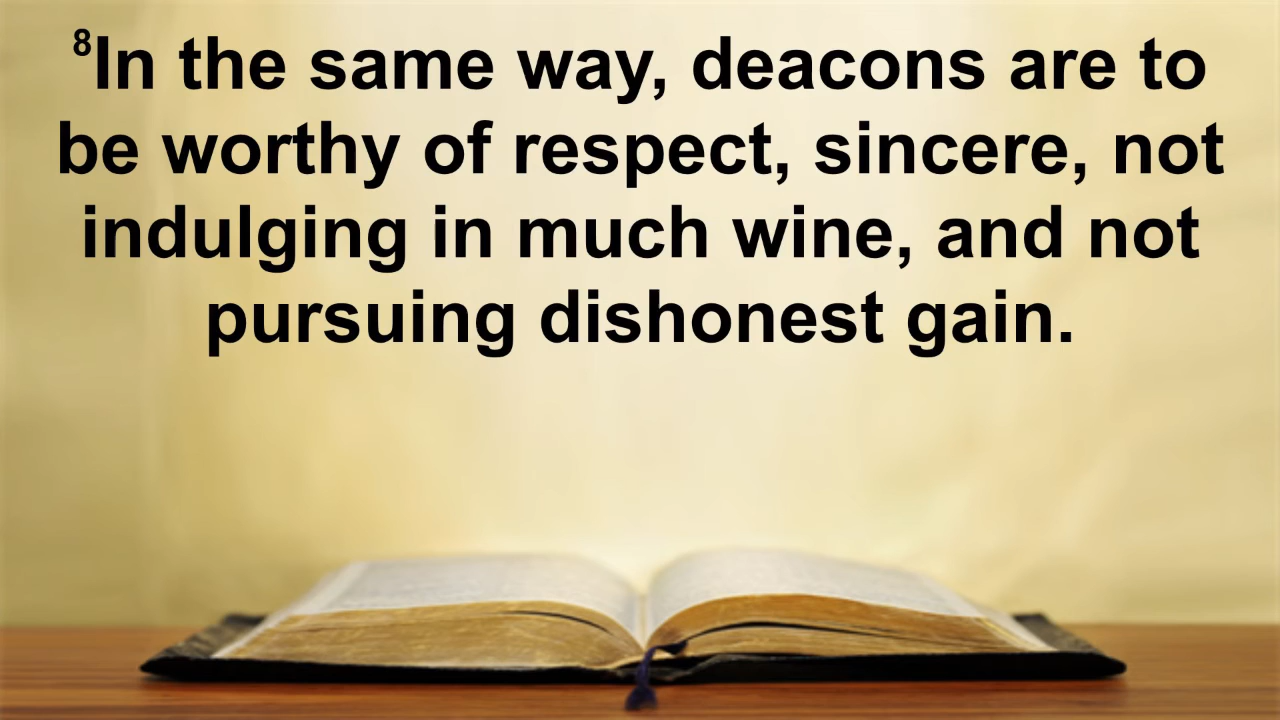 ⁸In the same way, deacons are to
be worthy of respect, sincere, not
indulging in much wine, and not
pursuing dishonest gain.